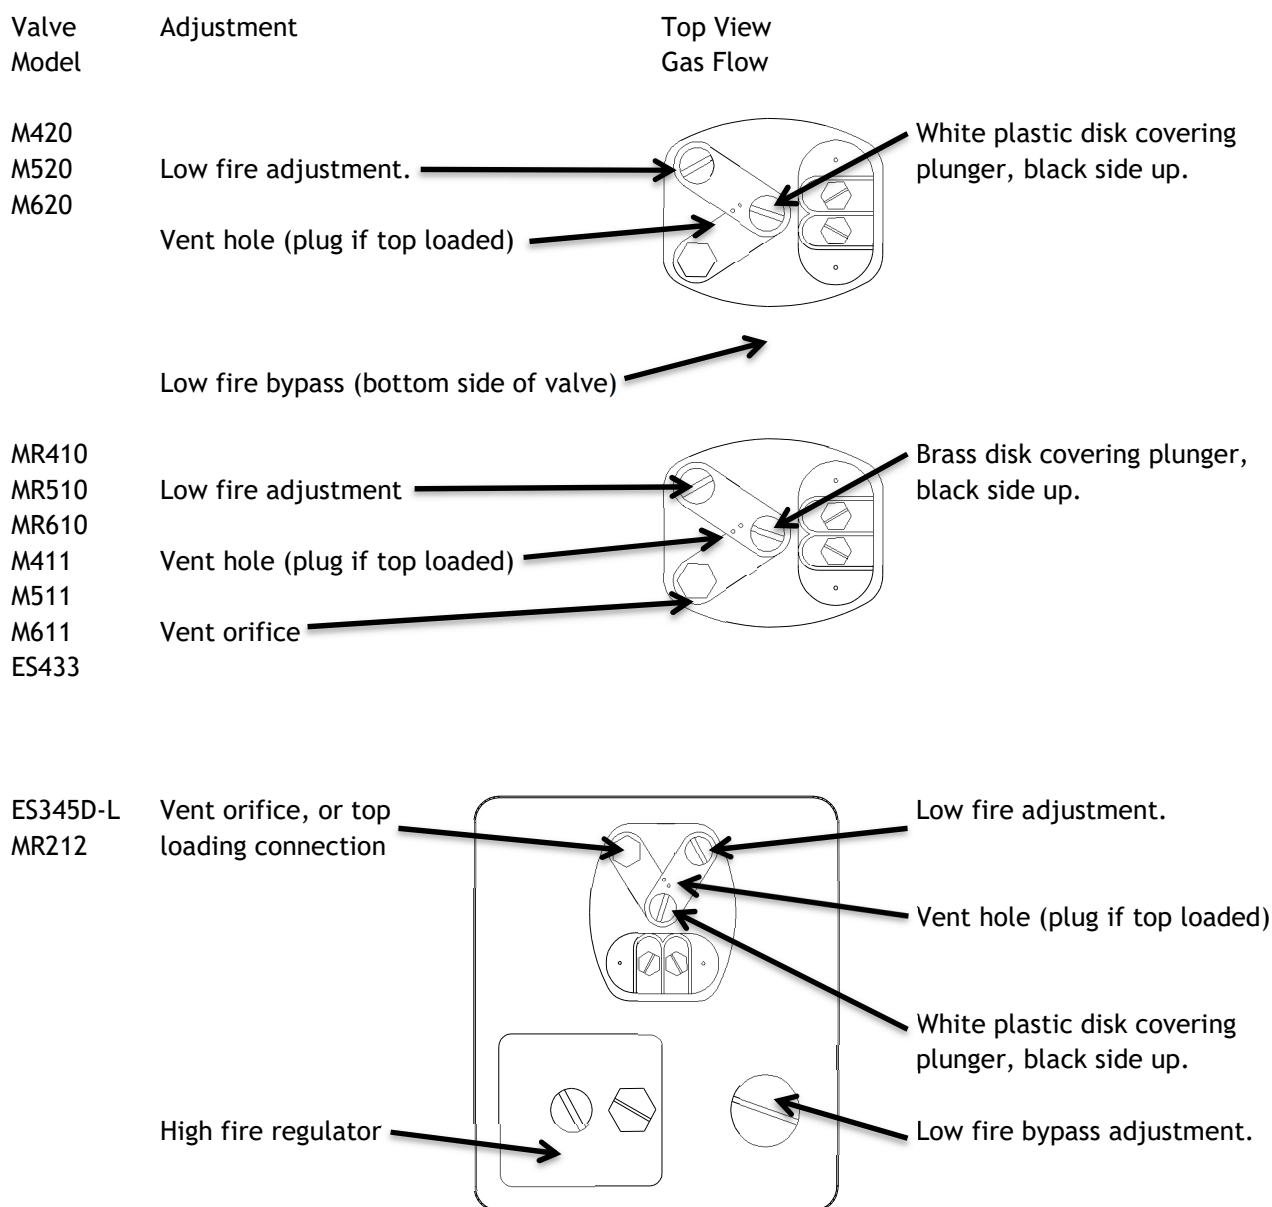 Valve Adjustment Top View
Model Gas Flow
M420 White plastic disk covering
M520 Low fire adjustment. plunger, black side up.
M620
Vent hole (plug if top loaded)
Low fire bypass (bottom side of valve)
MR410 Brass disk covering plunger,
MR510 Low fire adjustment black side up.
MR610
M411 Vent hole (plug if top loaded)
M511
M611 Vent orifice
ES433
ES345D-L Vent orifice, or top Low fire adjustment.
MR212 loading connection
Vent hole (plug if top loaded)
White plastic disk covering
plunger, black side up.
High fire regulator Low fire bypass adjustment.